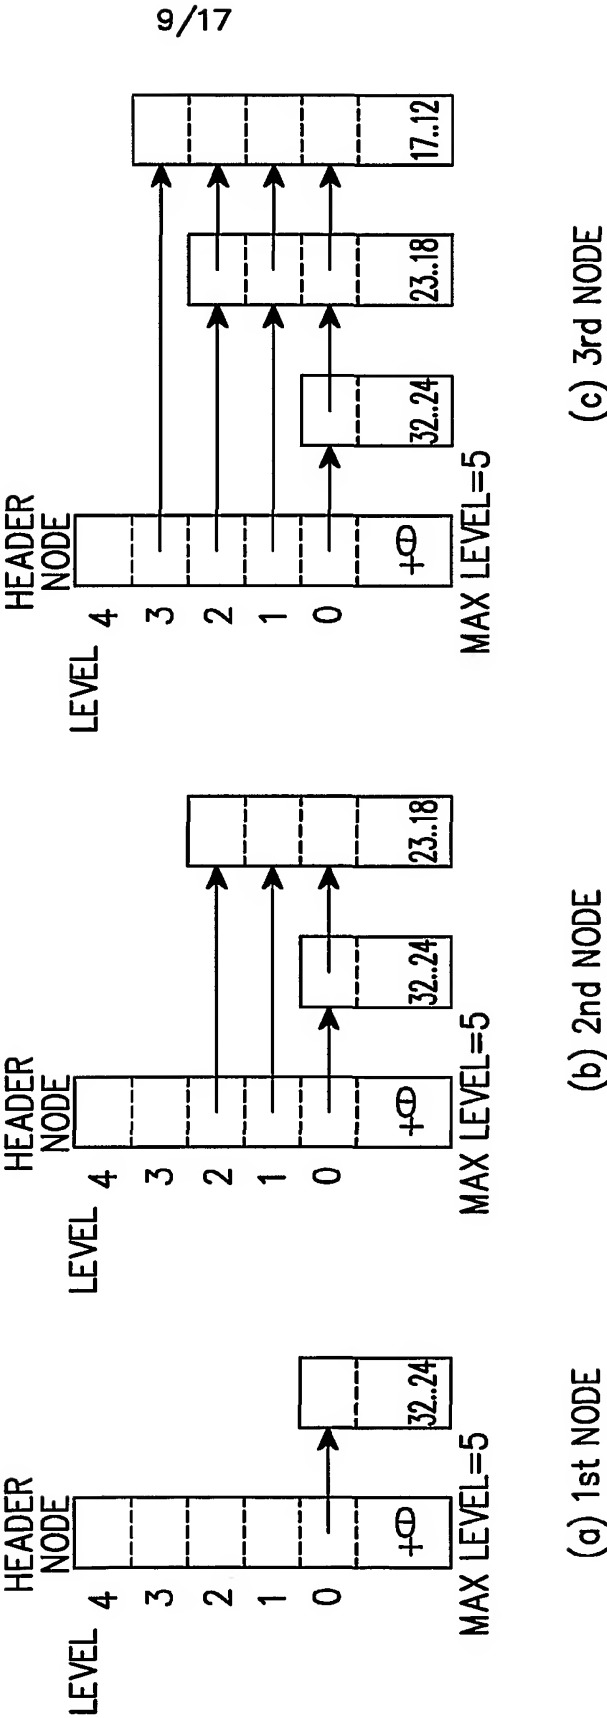 9/17
HEADER
NODE
LEVEL 4
3
2
1
0
32..24
MAX LEVEL=5
(a) 1st NODE
HEADER
NODE
LEVEL 4
3
2
1
0
32..24
23..18
MAX LEVEL=5
(b) 2nd NODE
HEADER
NODE
LEVEL 4
3
2
1
0
32..24
23..18
17..12
MAX LEVEL=5
(c) 3rd NODE